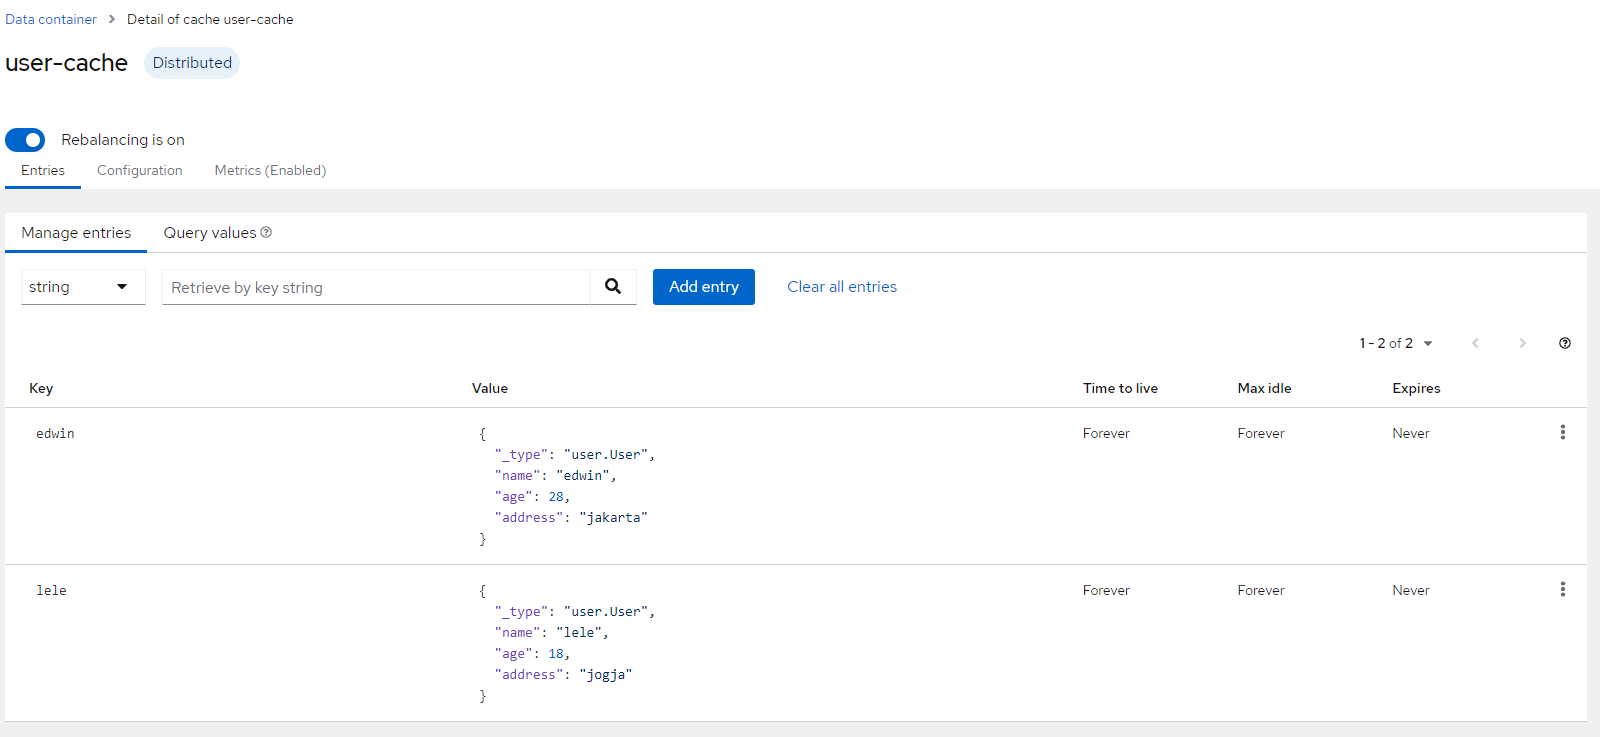 Data container > Detail of cache user-cache
user-cache Distributed
Rebalancing is on
Entries Configuration Metrics (Enabled)
Manage entries Query values
string Retrieve by key string Add entry Clear all entries
1 - 2 of 2
Key Value Time to live Max idle Expires
edwin { Forever Forever Never
"_type": "user.User",
"name": "edwin",
"age": 28,
"address": "jakarta"
}
lele { Forever Forever Never
"_type": "user.User",
"name": "lele",
"age": 18,
"address": "jogja"
}